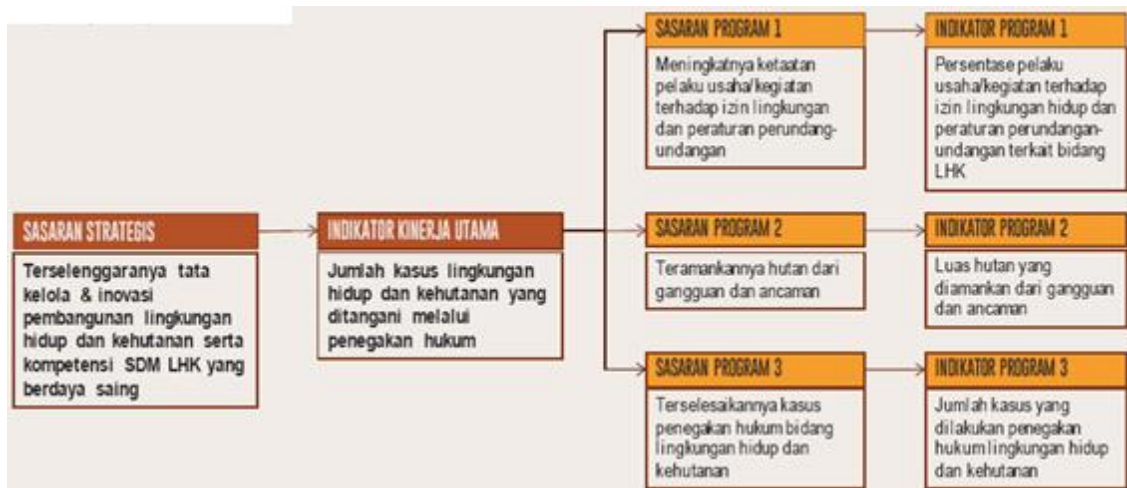 SASARAN STRATEGIS
Terselenggaranya tata
kelola & inovasi
pembangunan lingkungan
hidup dan kehutanan serta
kompetensi SDM LHK yang
berdaya saing
INDIKATOR KINERJA UTAMA
Jumlah kasus lingkungan
hidup dan kehutanan yang
ditangani melalui
penegakan hukum
SASARAN PROGRAM 1
Meningkatnya ketaatan
pelaku usaha/kegiatan
terhadap izin lingkungan
dan peraturan perundang-
undangan
INDIKATOR PROGRAM 1
Persentase pelaku
usaha/kegiatan terhadap
izin lingkungan hidup dan
peraturan perundangan-
undangan terkait bidang
LHK
SASARAN PROGRAM 2
Teramankannya hutan dari
gangguan dan ancaman
INDIKATOR PROGRAM 2
Luas hutan yang
diamankan dari gangguan
dan ancaman
SASARAN PROGRAM 3
Terselesaikannya kasus
penegakan hukum bidang
lingkungan hidup dan
kehutanan
INDIKATOR PROGRAM 3
Jumlah kasus yang
dilakukan penegakan
hukum lingkungan hidup
dan kehutanan